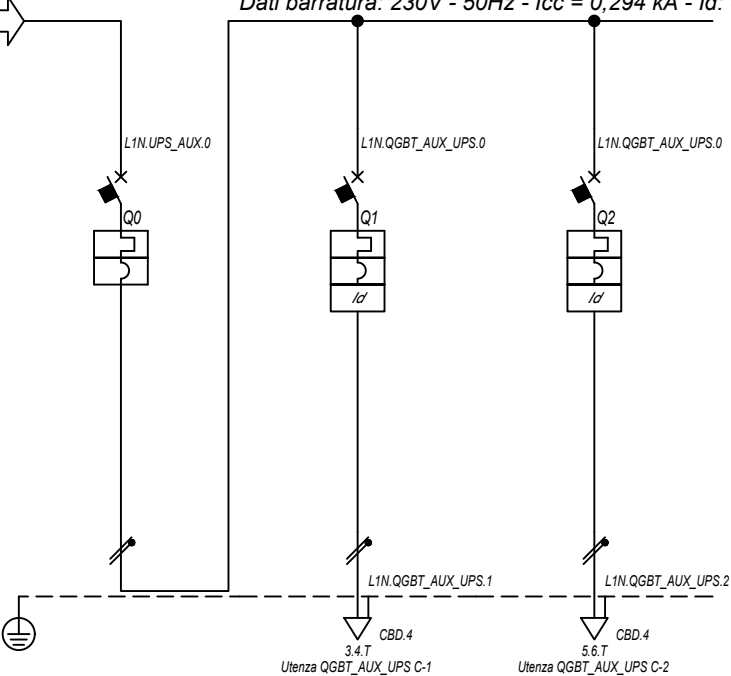 Dati barratura: 230V - 50Hz - Icc = 0,294 kA - Id:
L1N.UPS_AUX.0
L1N.QGBT_AUX_UPS.0
L1N.QGBT_AUX_UPS.0
Q0
Q1
Q2
Id
Id
L1N.QGBT_AUX_UPS.1
L1N.QGBT_AUX_UPS.2
CBD.4
CBD.4
3.4.T
5.6.T
Utenza QGBT_AUX_UPS C-1
Utenza QGBT_AUX_UPS C-2